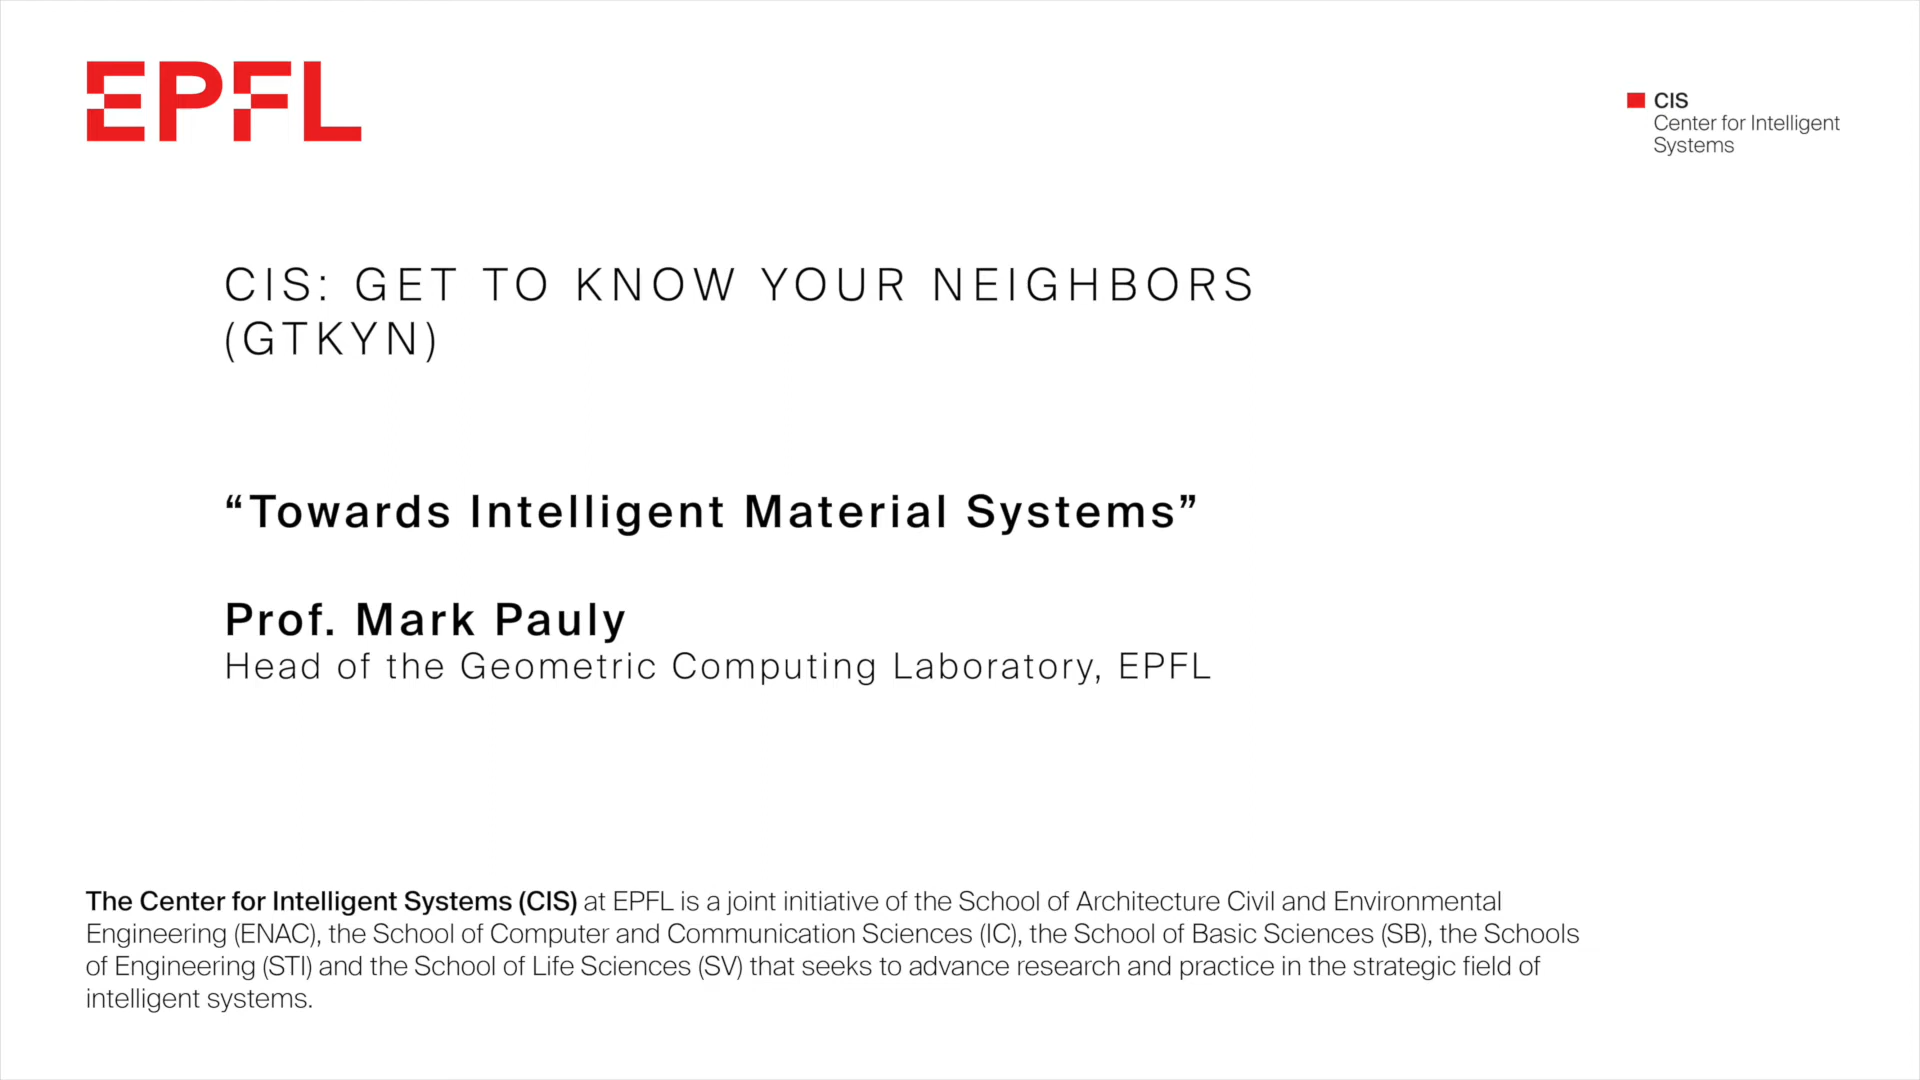 EPFL
CIS
Center for Intelligent
Systems
CIS: GET TO KNOW YOUR NEIGHBORS
(GTKYN)
“Towards Intelligent Material Systems”
Prof. Mark Pauly
Head of the Geometric Computing Laboratory, EPFL
The Center for Intelligent Systems (CIS) at EPFL is a joint initiative of the School of Architecture Civil and Environmental
Engineering (ENAC), the School of Computer and Communication Sciences (IC), the School of Basic Sciences (SB), the Schools
of Engineering (STI) and the School of Life Sciences (SV) that seeks to advance research and practice in the strategic field of
intelligent systems.